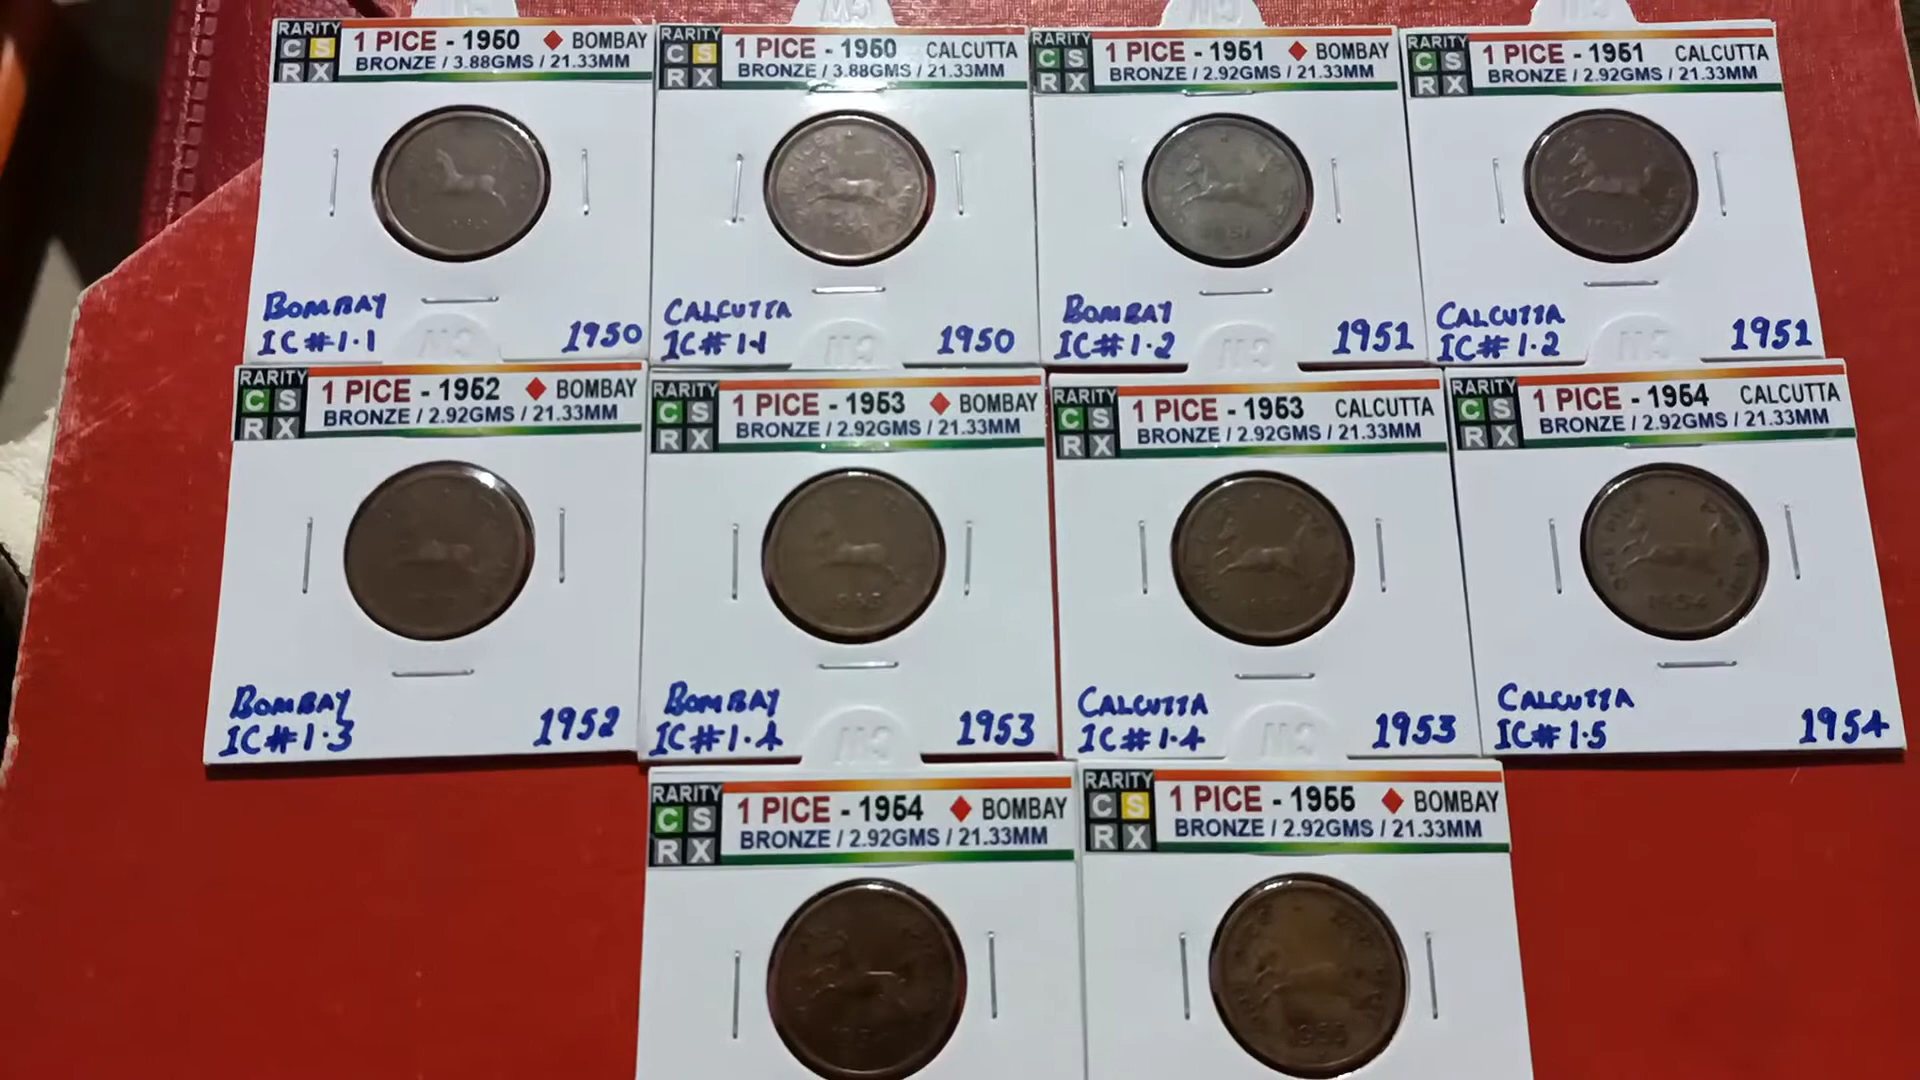 RARITY
C S
R X
1 PICE - 1950 ♦ BOMBAY
BRONZE / 3.88GMS / 21.33MM
BOMBAY
IC#1.1 1950
RARITY
C S
R X
1 PICE - 1950 CALCUTTA
BRONZE / 3.88GMS / 21.33MM
CALCUTTA
IC#1.1 1950
RARITY
C S
R X
1 PICE - 1951 ♦ BOMBAY
BRONZE / 2.92GMS / 21.33MM
1951
BOMBAY
IC#1.2 1951
RARITY
C S
R X
1 PICE - 1951 CALCUTTA
BRONZE / 2.92GMS / 21.33MM
1951
CALCUTTA
IC#1.2 1951
RARITY
C S
R X
1 PICE - 1952 ♦ BOMBAY
BRONZE / 2.92GMS / 21.33MM
BOMBAY
IC#1.3 1952
RARITY
C S
R X
1 PICE - 1953 ♦ BOMBAY
BRONZE / 2.92GMS / 21.33MM
1953
BOMBAY
IC#1.4 1953
RARITY
C S
R X
1 PICE - 1953 CALCUTTA
BRONZE / 2.92GMS / 21.33MM
CALCUTTA
IC#1.4 1953
RARITY
C S
R X
1 PICE - 1954 CALCUTTA
BRONZE / 2.92GMS / 21.33MM
ONE PICE
1954
CALCUTTA
IC#1.5 1954
RARITY
C S
R X
1 PICE - 1954 ♦ BOMBAY
BRONZE / 2.92GMS / 21.33MM
RARITY
C S
R X
1 PICE - 1955 ♦ BOMBAY
BRONZE / 2.92GMS / 21.33MM
1955